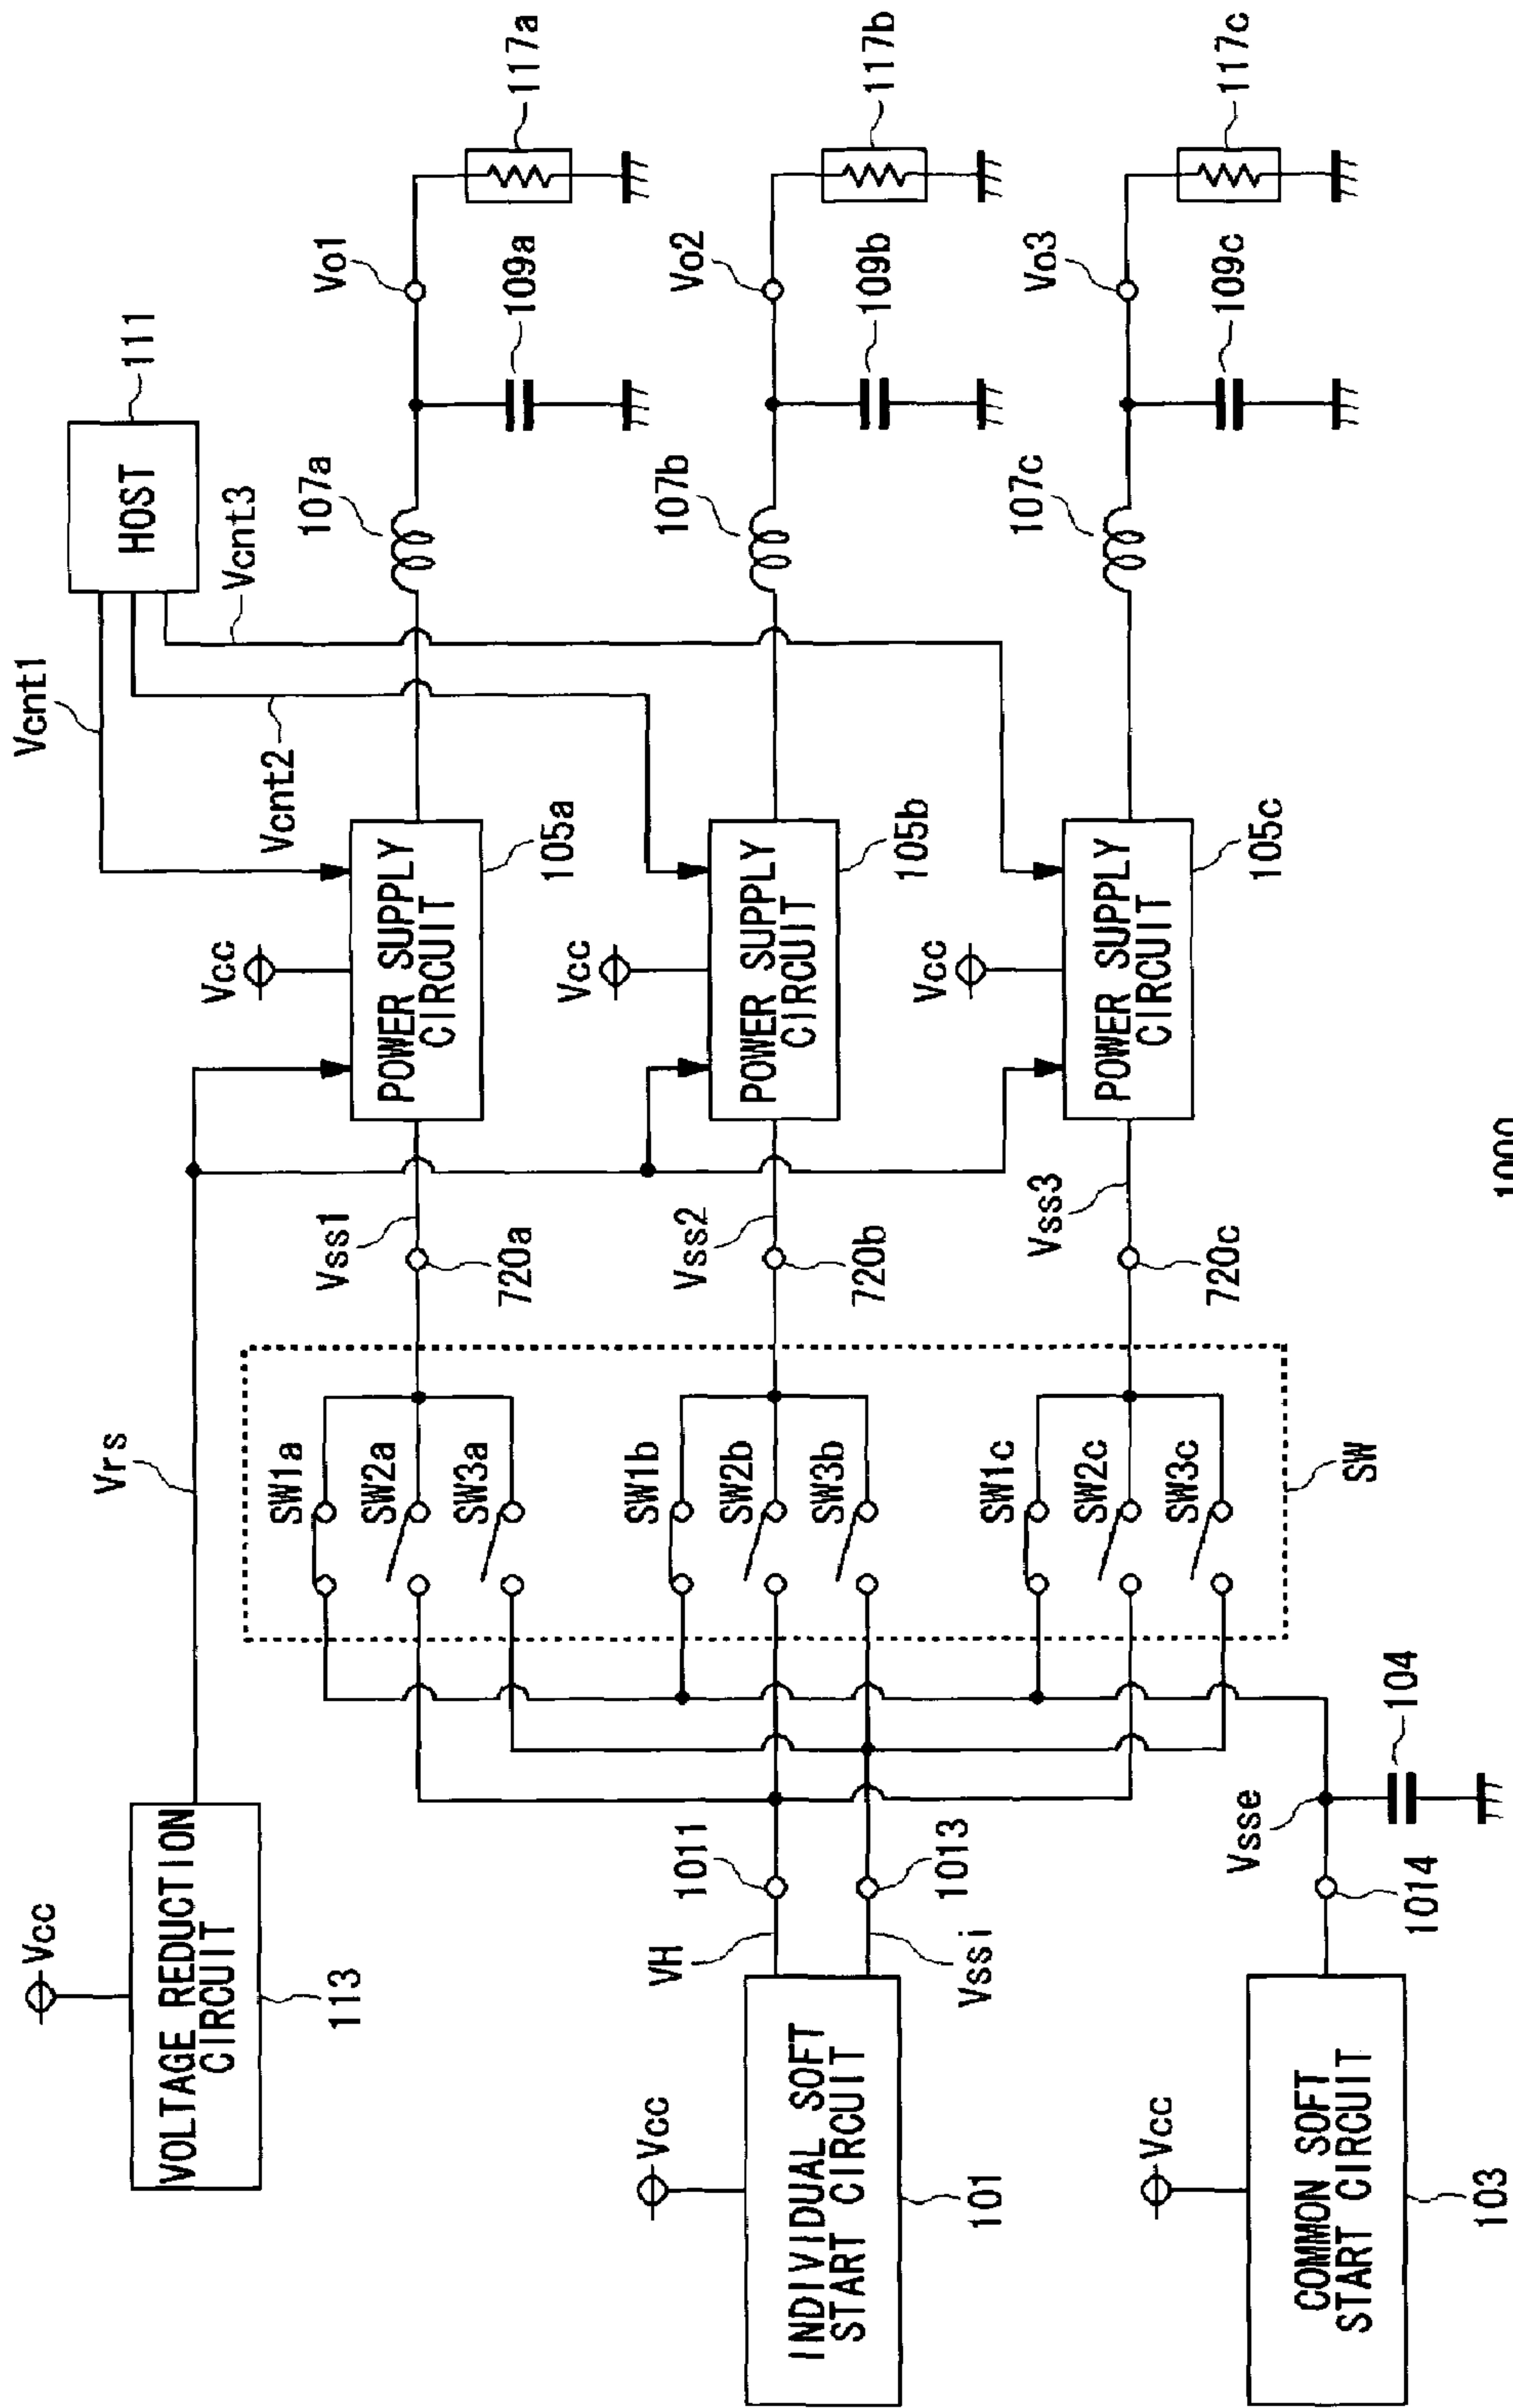 Vcc
VOLTAGE REDUCTION
CIRCUIT
113
Vrs
Vcnt1
HOST
111
Vcnt2
Vcnt3
SW1a
SW2a
SW3a
Vss1
720a
Vcc
POWER SUPPLY
CIRCUIT
105a
107a
Vo1
109a
117a
Vcc
INDIVIDUAL SOFT
START CIRCUIT
101
VH
1011
Vssi
1013
SW1b
SW2b
SW3b
Vss2
720b
Vcc
POWER SUPPLY
CIRCUIT
105b
107b
Vo2
109b
117b
Vcc
COMMON SOFT
START CIRCUIT
103
1014
Vsse
104
SW1c
SW2c
SW3c
SW
Vss3
720c
Vcc
POWER SUPPLY
CIRCUIT
105c
107c
Vo3
109c
117c